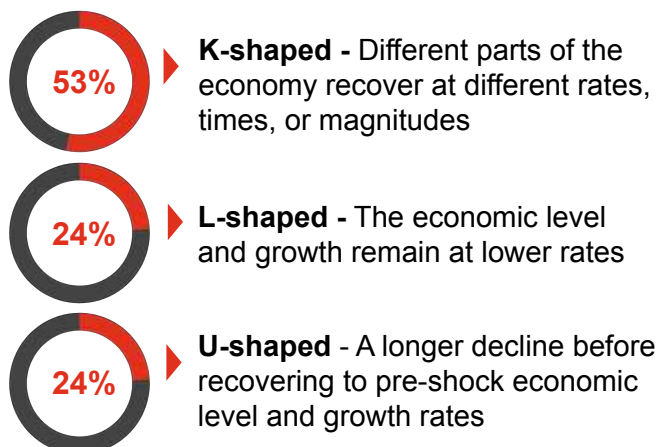 53%
K-shaped - Different parts of the
economy recover at different rates,
times, or magnitudes
24%
L-shaped - The economic level
and growth remain at lower rates
24%
U-shaped - A longer decline before
recovering to pre-shock economic
level and growth rates